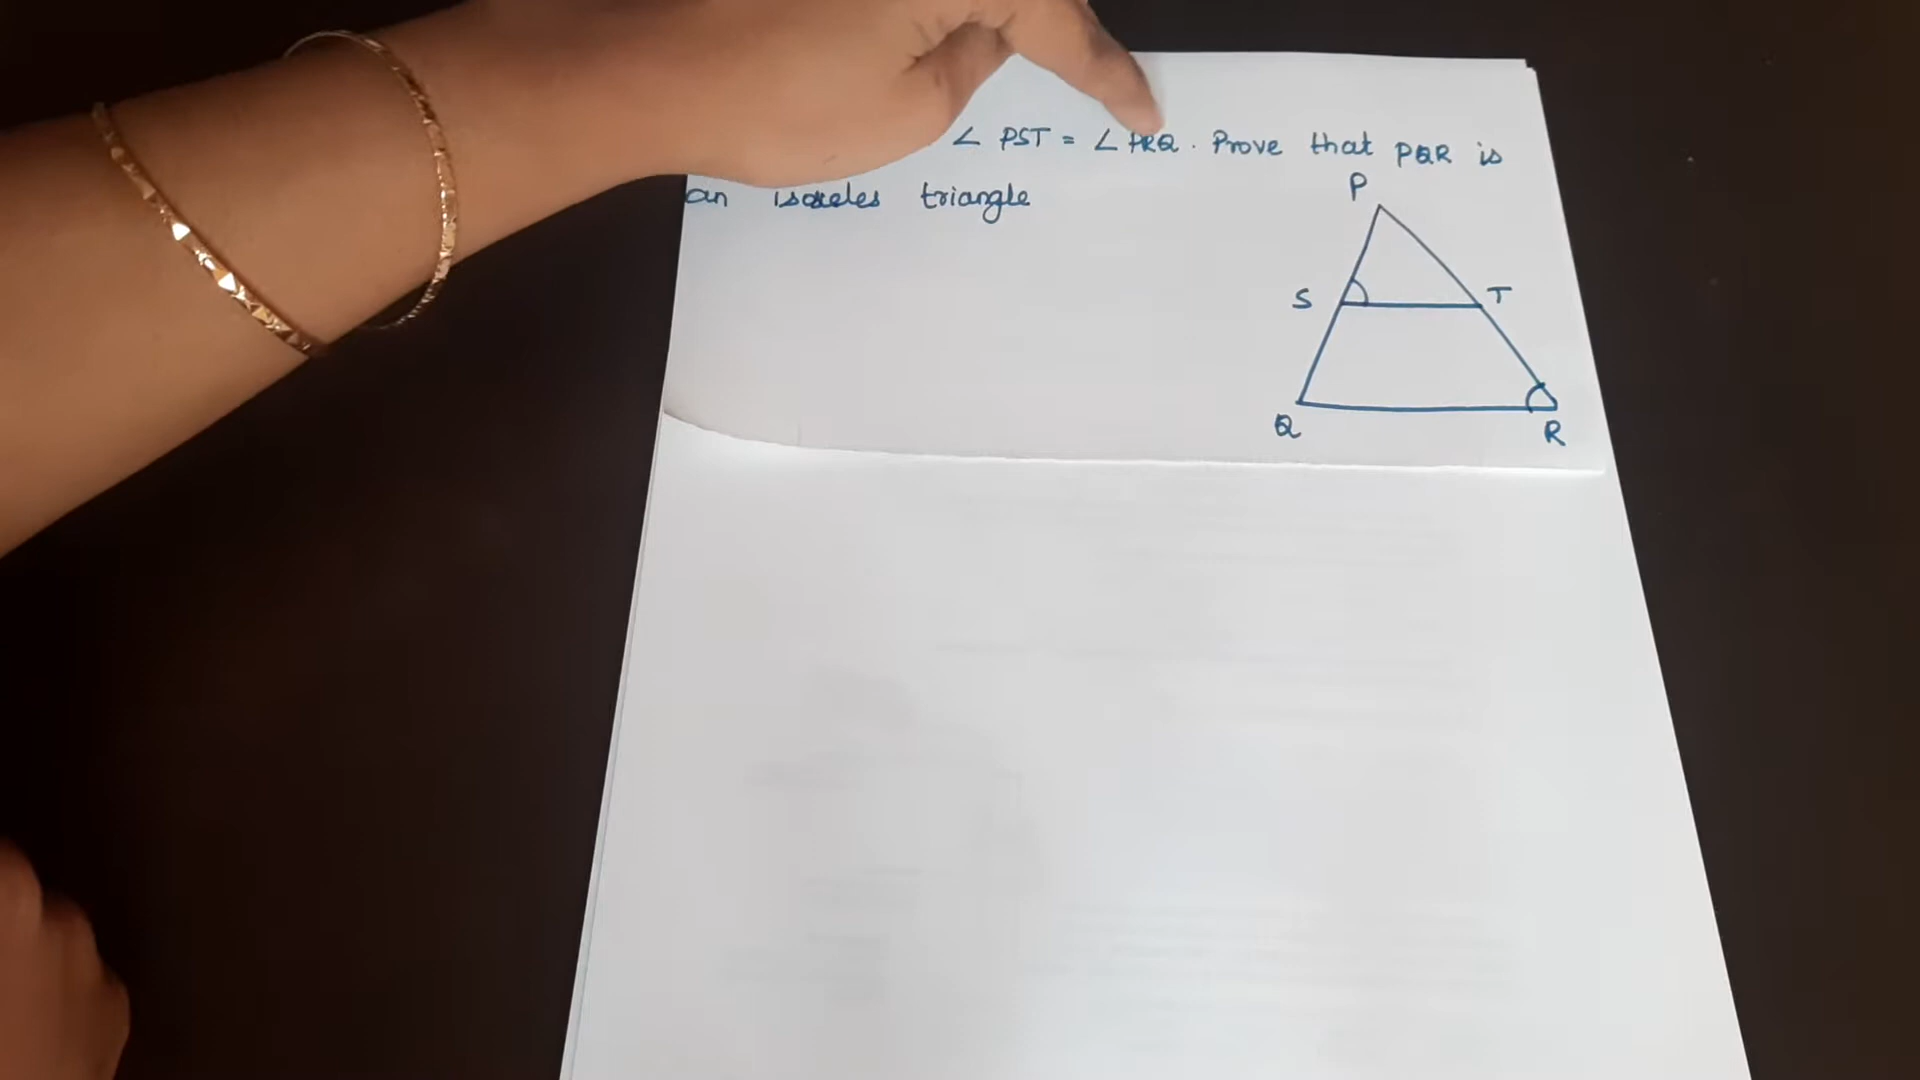 ∠ PST = ∠ PRQ. Prove that PQR is
an isosceles triangle
P
S T
Q R